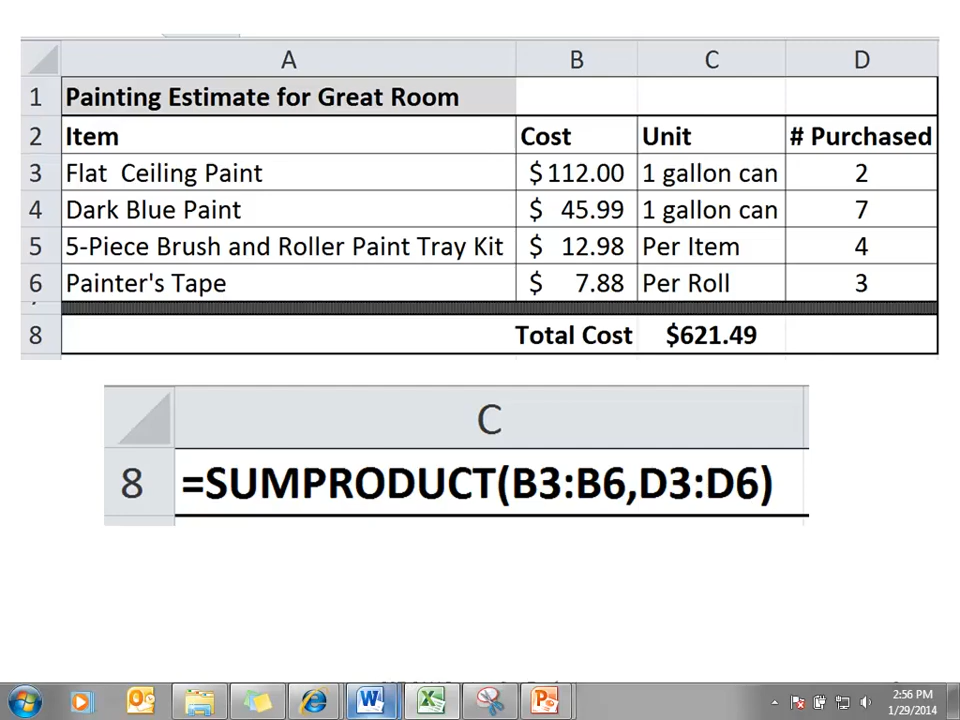 A B C D
1 Painting Estimate for Great Room
2 Item Cost Unit # Purchased
3 Flat Ceiling Paint $ 112.00 1 gallon can 2
4 Dark Blue Paint $ 45.99 1 gallon can 7
5 5-Piece Brush and Roller Paint Tray Kit $ 12.98 Per Item 4
6 Painter's Tape $ 7.88 Per Roll 3
8 Total Cost $621.49
C
8 =SUMPRODUCT(B3:B6,D3:D6)
2:56 PM
1/29/2014